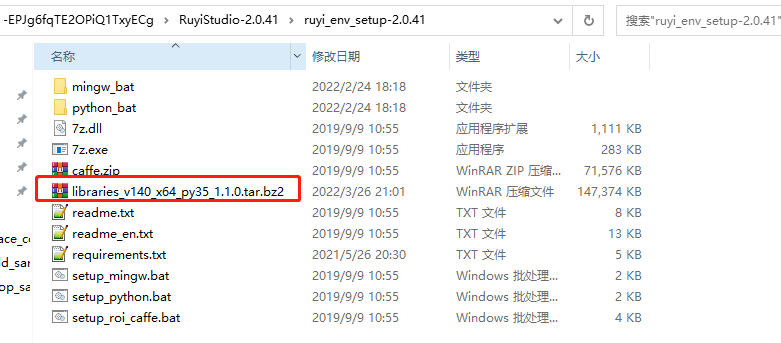 -EPJg6fqTE2OPiQ1TxyECg > RuyiStudio-2.0.41 > ruyi_env_setup-2.0.41 搜索"ruyi_env_setup-2.0.41"
名称 修改日期 类型 大小
mingw_bat 2022/2/24 18:18 文件夹
python_bat 2022/2/24 18:18 文件夹
7z.dll 2019/9/9 10:55 应用程序扩展 1,111 KB
7z.exe 2019/9/9 10:55 应用程序 283 KB
caffe.zip 2019/9/9 10:55 WinRAR ZIP 压缩... 71,576 KB
libraries_v140_x64_py35_1.1.0.tar.bz2 2022/3/26 21:01 WinRAR 压缩文件 147,374 KB
readme.txt 2019/9/9 10:55 TXT 文件 8 KB
readme_en.txt 2019/9/9 10:55 TXT 文件 13 KB
ace_co requirements.txt 2021/5/26 20:30 TXT 文件 5 KB
ld_sar setup_mingw.bat 2019/9/9 10:55 Windows 批处理... 2 KB
op_sa setup_python.bat 2019/9/9 10:55 Windows 批处理... 2 KB
setup_roi_caffe.bat 2019/9/9 10:55 Windows 批处理... 4 KB